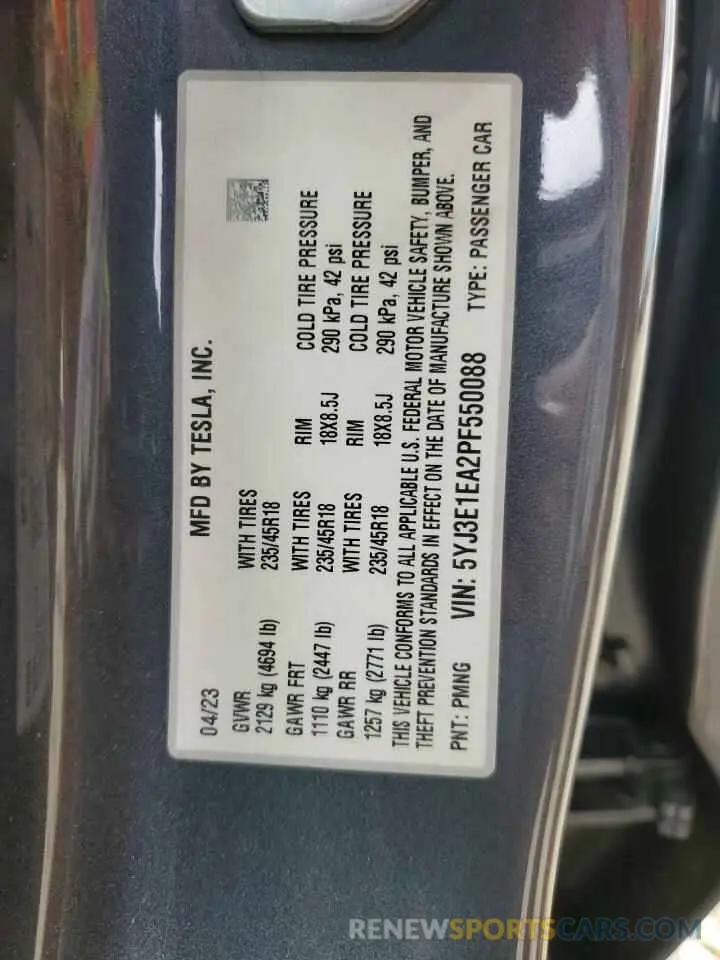 MFD BY TESLA, INC.
04/23
GVWR WITH TIRES
2129 kg (4694 lb) 235/45R18
GAWR FRT WITH TIRES RIM COLD TIRE PRESSURE
1110 kg (2447 lb) 235/45R18 18X8.5J 290 kPa, 42 psi
GAWR RR WITH TIRES RIM COLD TIRE PRESSURE
1257 kg (2771 lb) 235/45R18 18X8.5J 290 kPa, 42 psi
THIS VEHICLE CONFORMS TO ALL APPLICABLE U.S. FEDERAL MOTOR VEHICLE SAFETY, BUMPER, AND
THEFT PREVENTION STANDARDS IN EFFECT ON THE DATE OF MANUFACTURE SHOWN ABOVE.
PNT: PMNG VIN: 5YJ3E1EA2PF550088 TYPE: PASSENGER CAR
RENEWSPORTSCARS.COM